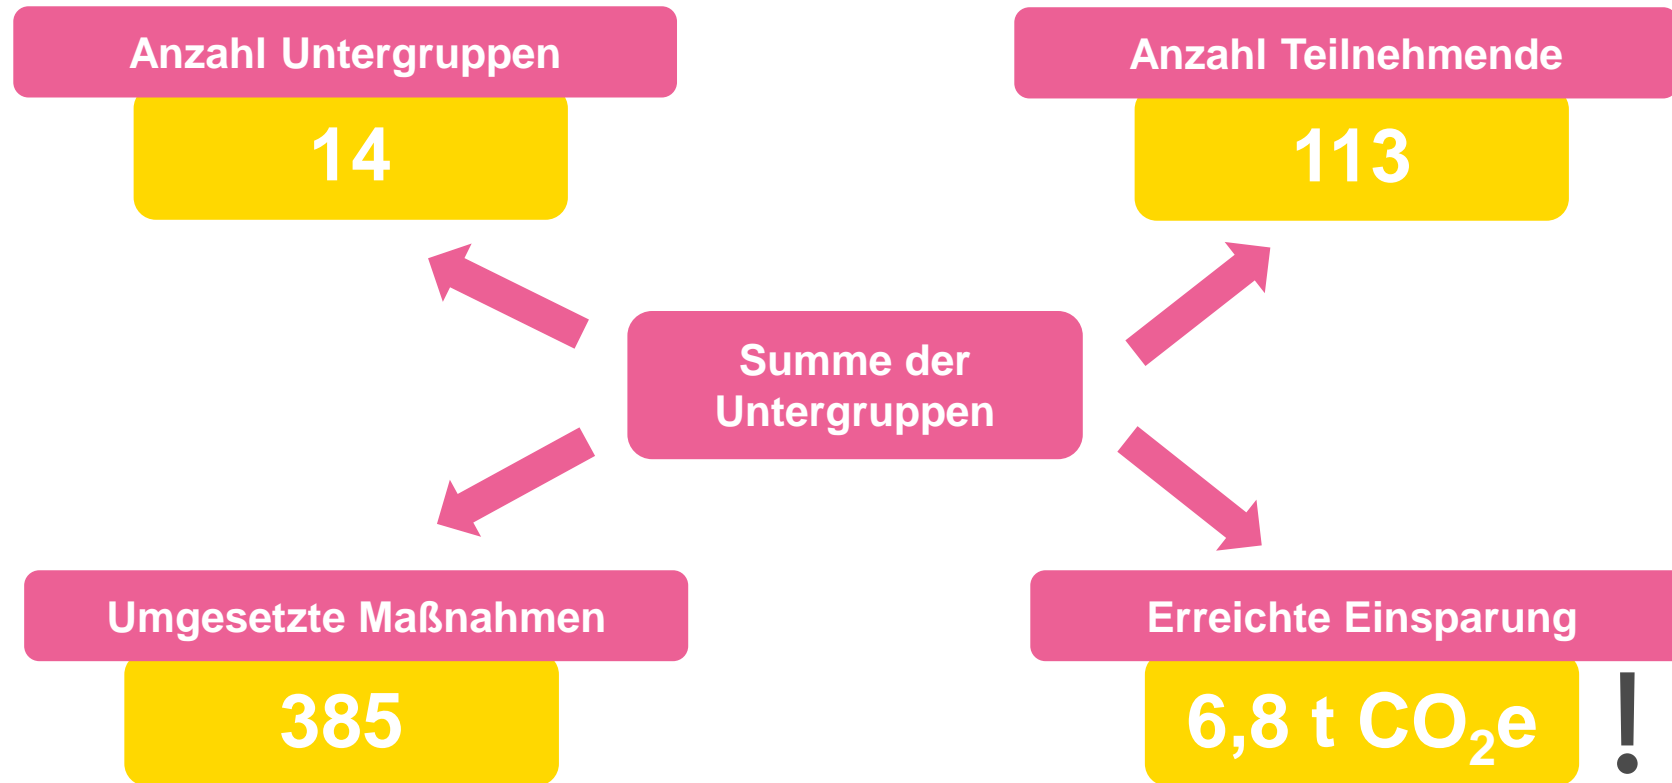 Anzahl Untergruppen
14
Anzahl Teilnehmende
113
Summe der
Untergruppen
Umgesetzte Maßnahmen
385
Erreichte Einsparung
6,8 t CO₂e !